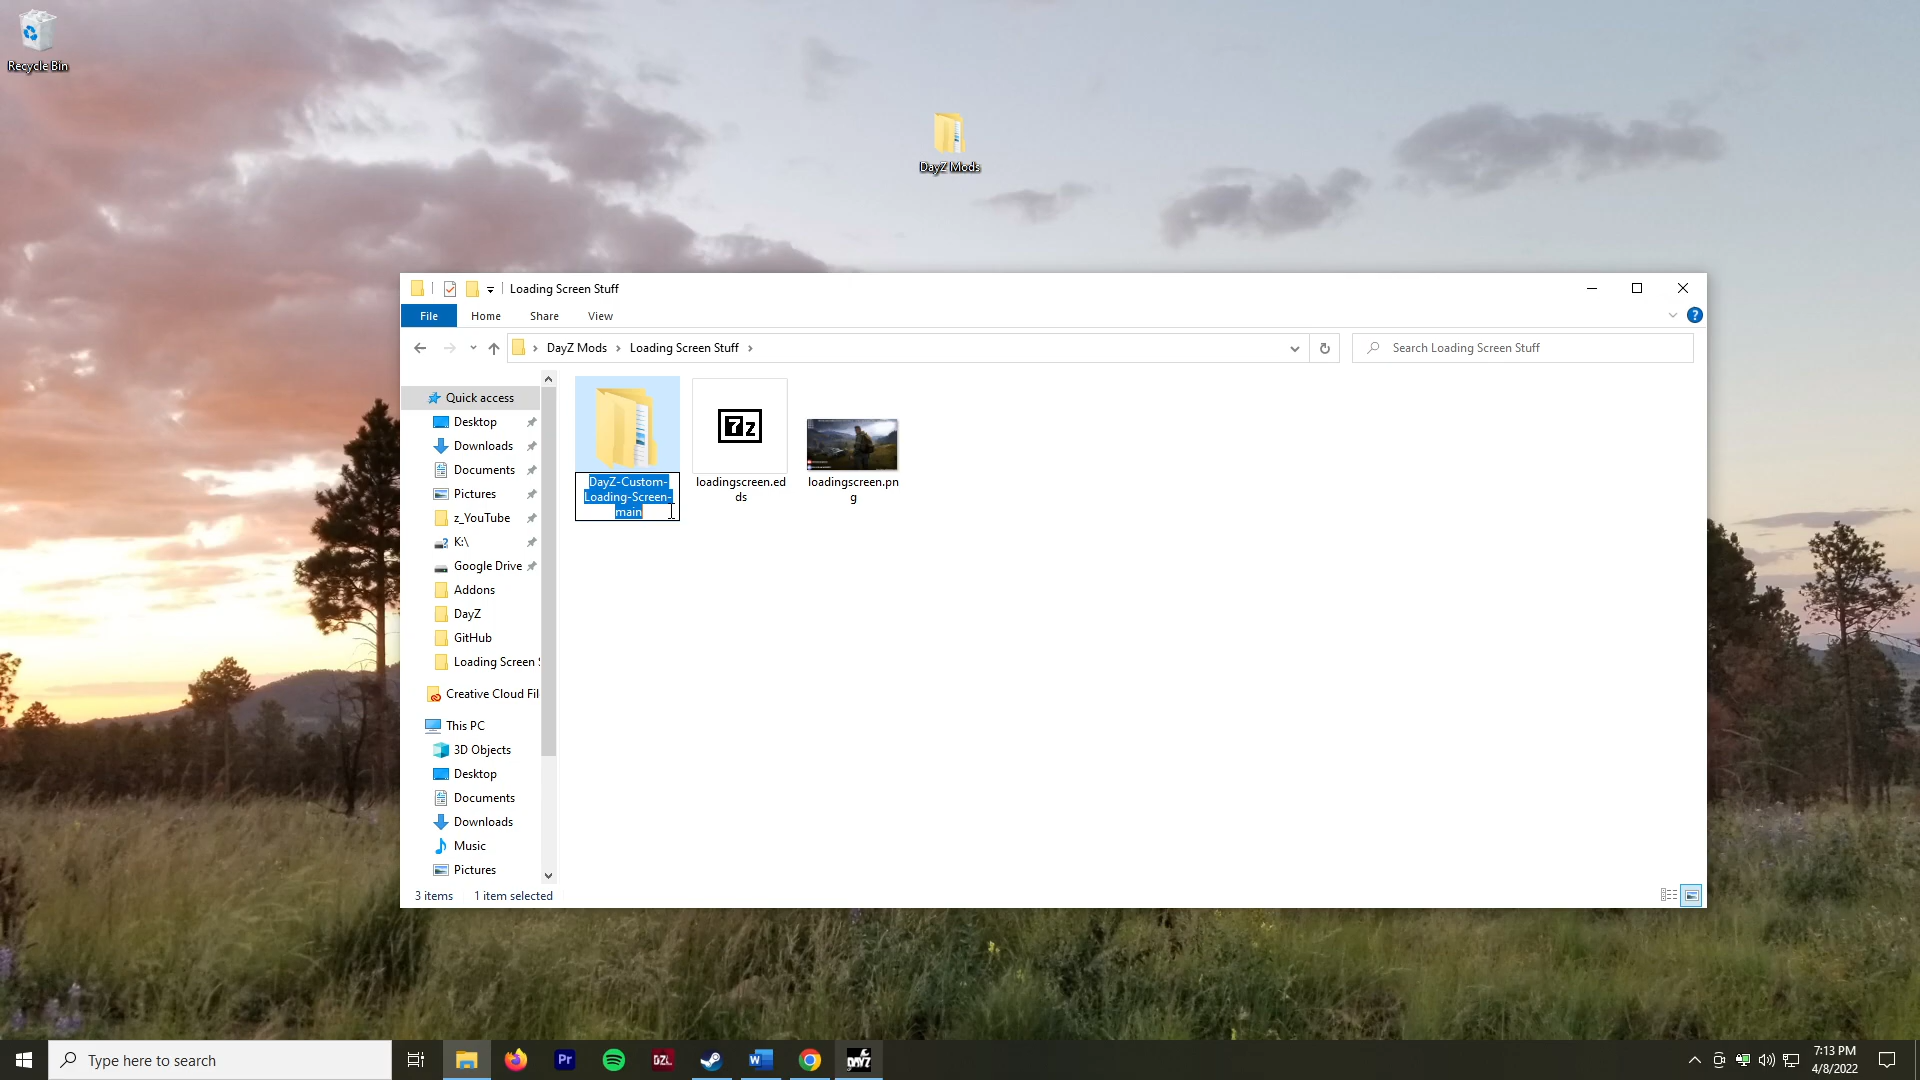 Recycle Bin
DayZ Mods
Loading Screen Stuff
File
Home
Share
View
?
DayZ Mods
Loading Screen Stuff
Search Loading Screen Stuff
Quick access
Desktop
Downloads
Documents
Pictures
z_YouTube
K:\
Google Drive
Addons
DayZ
GitHub
Loading Screen S
Creative Cloud Fil
This PC
3D Objects
Desktop
Documents
Downloads
Music
Pictures
DayZ-Custom-
Loading-Screen-
main
7z
loadingscreen.ed
ds
loadingscreen.pn
g
3 items
1 item selected
Type here to search
Pr
DZL
W
DAYZ
7:13 PM
4/8/2022